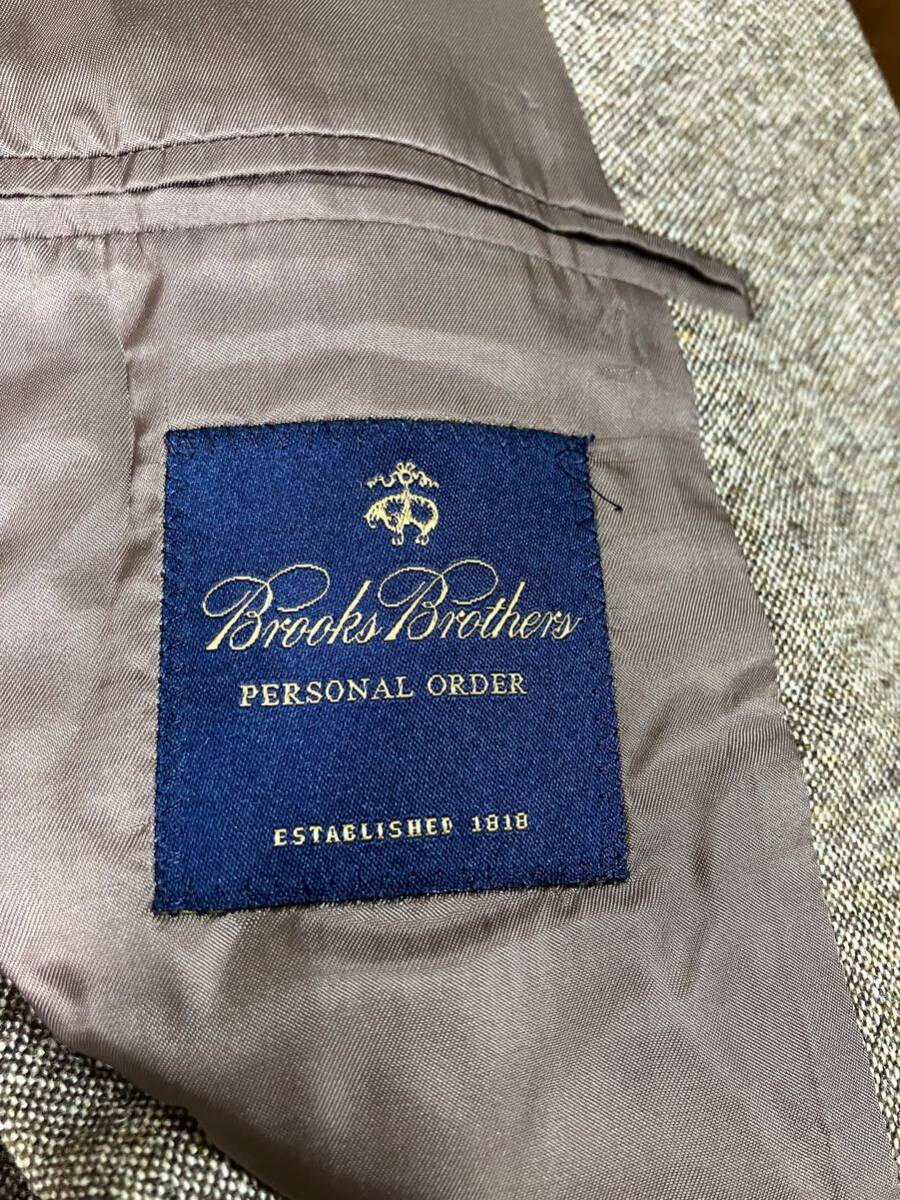 Brooks Brothers
PERSONAL ORDER
ESTABLISHED 1818